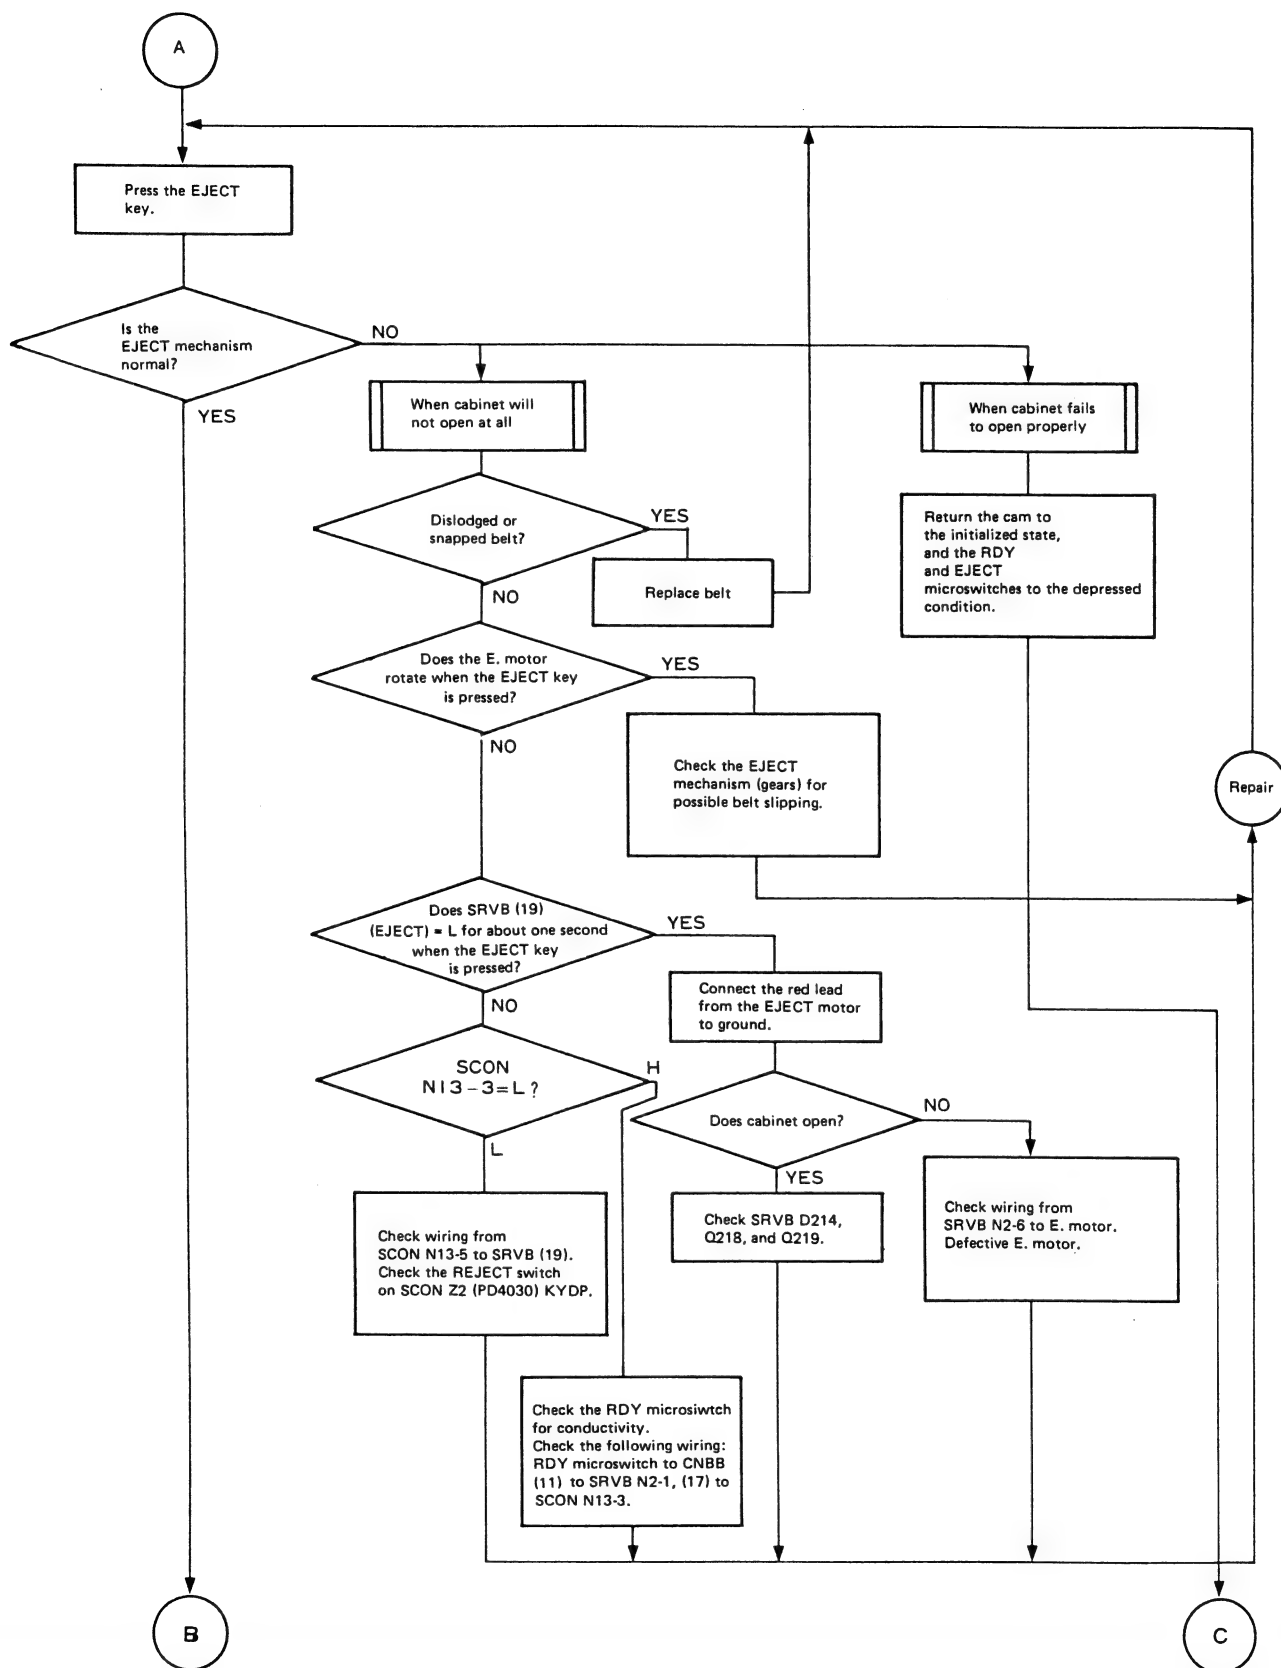 A
Press the EJECT
key.
Is the
EJECT mechanism
normal?
NO
YES
When cabinet will
not open at all
When cabinet fails
to open properly
Dislodged or
snapped belt?
YES
NO
Replace belt
Return the cam to
the initialized state,
and the RDY
and EJECT
microswitches to the depressed
condition.
Does the E. motor
rotate when the EJECT key
is pressed?
YES
NO
Check the EJECT
mechanism (gears) for
possible belt slipping.
Repair
Does SRVB (19)
(EJECT) = L for about one second
when the EJECT key
is pressed?
YES
NO
Connect the red lead
from the EJECT motor
to ground.
SCON
N13-3=L?
H
L
Does cabinet open?
NO
YES
Check wiring from
SCON N13-5 to SRVB (19).
Check the REJECT switch
on SCON Z2 (PD4030) KYDP.
Check SRVB D214,
Q218, and Q219.
Check wiring from
SRVB N2-6 to E. motor.
Defective E. motor.
Check the RDY microsiwtch
for conductivity.
Check the following wiring:
RDY microswitch to CNBB
(11) to SRVB N2-1, (17) to
SCON N13-3.
B
C